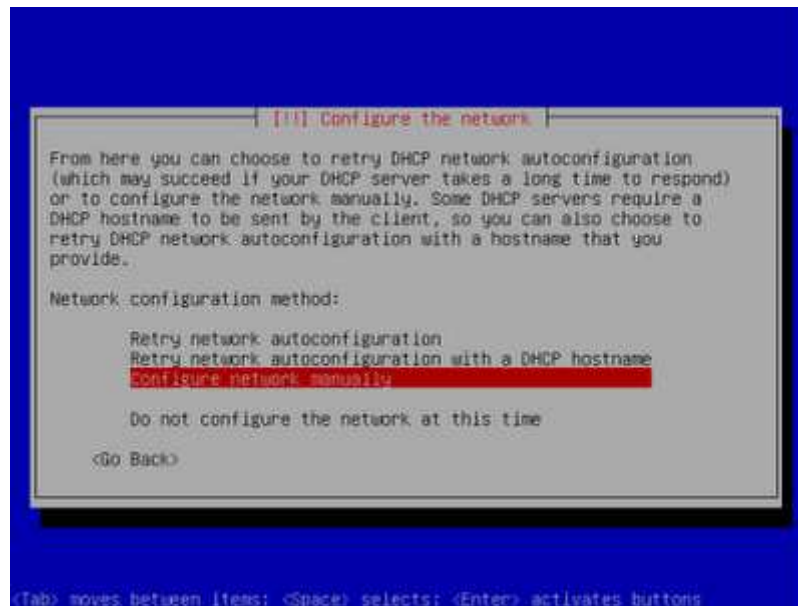 [!!] Configure the network
From here you can choose to retry DHCP network autoconfiguration
(which may succeed if your DHCP server takes a long time to respond)
or to configure the network manually. Some DHCP servers require a
DHCP hostname to be sent by the client, so you can also choose to
retry DHCP network autoconfiguration with a hostname that you
provide.
Network configuration method:
Retry network autoconfiguration
Retry network autoconfiguration with a DHCP hostname
Configure network manually
Do not configure the network at this time
<Go Back>
<Tab> moves between items; <Space> selects; <Enter> activates buttons